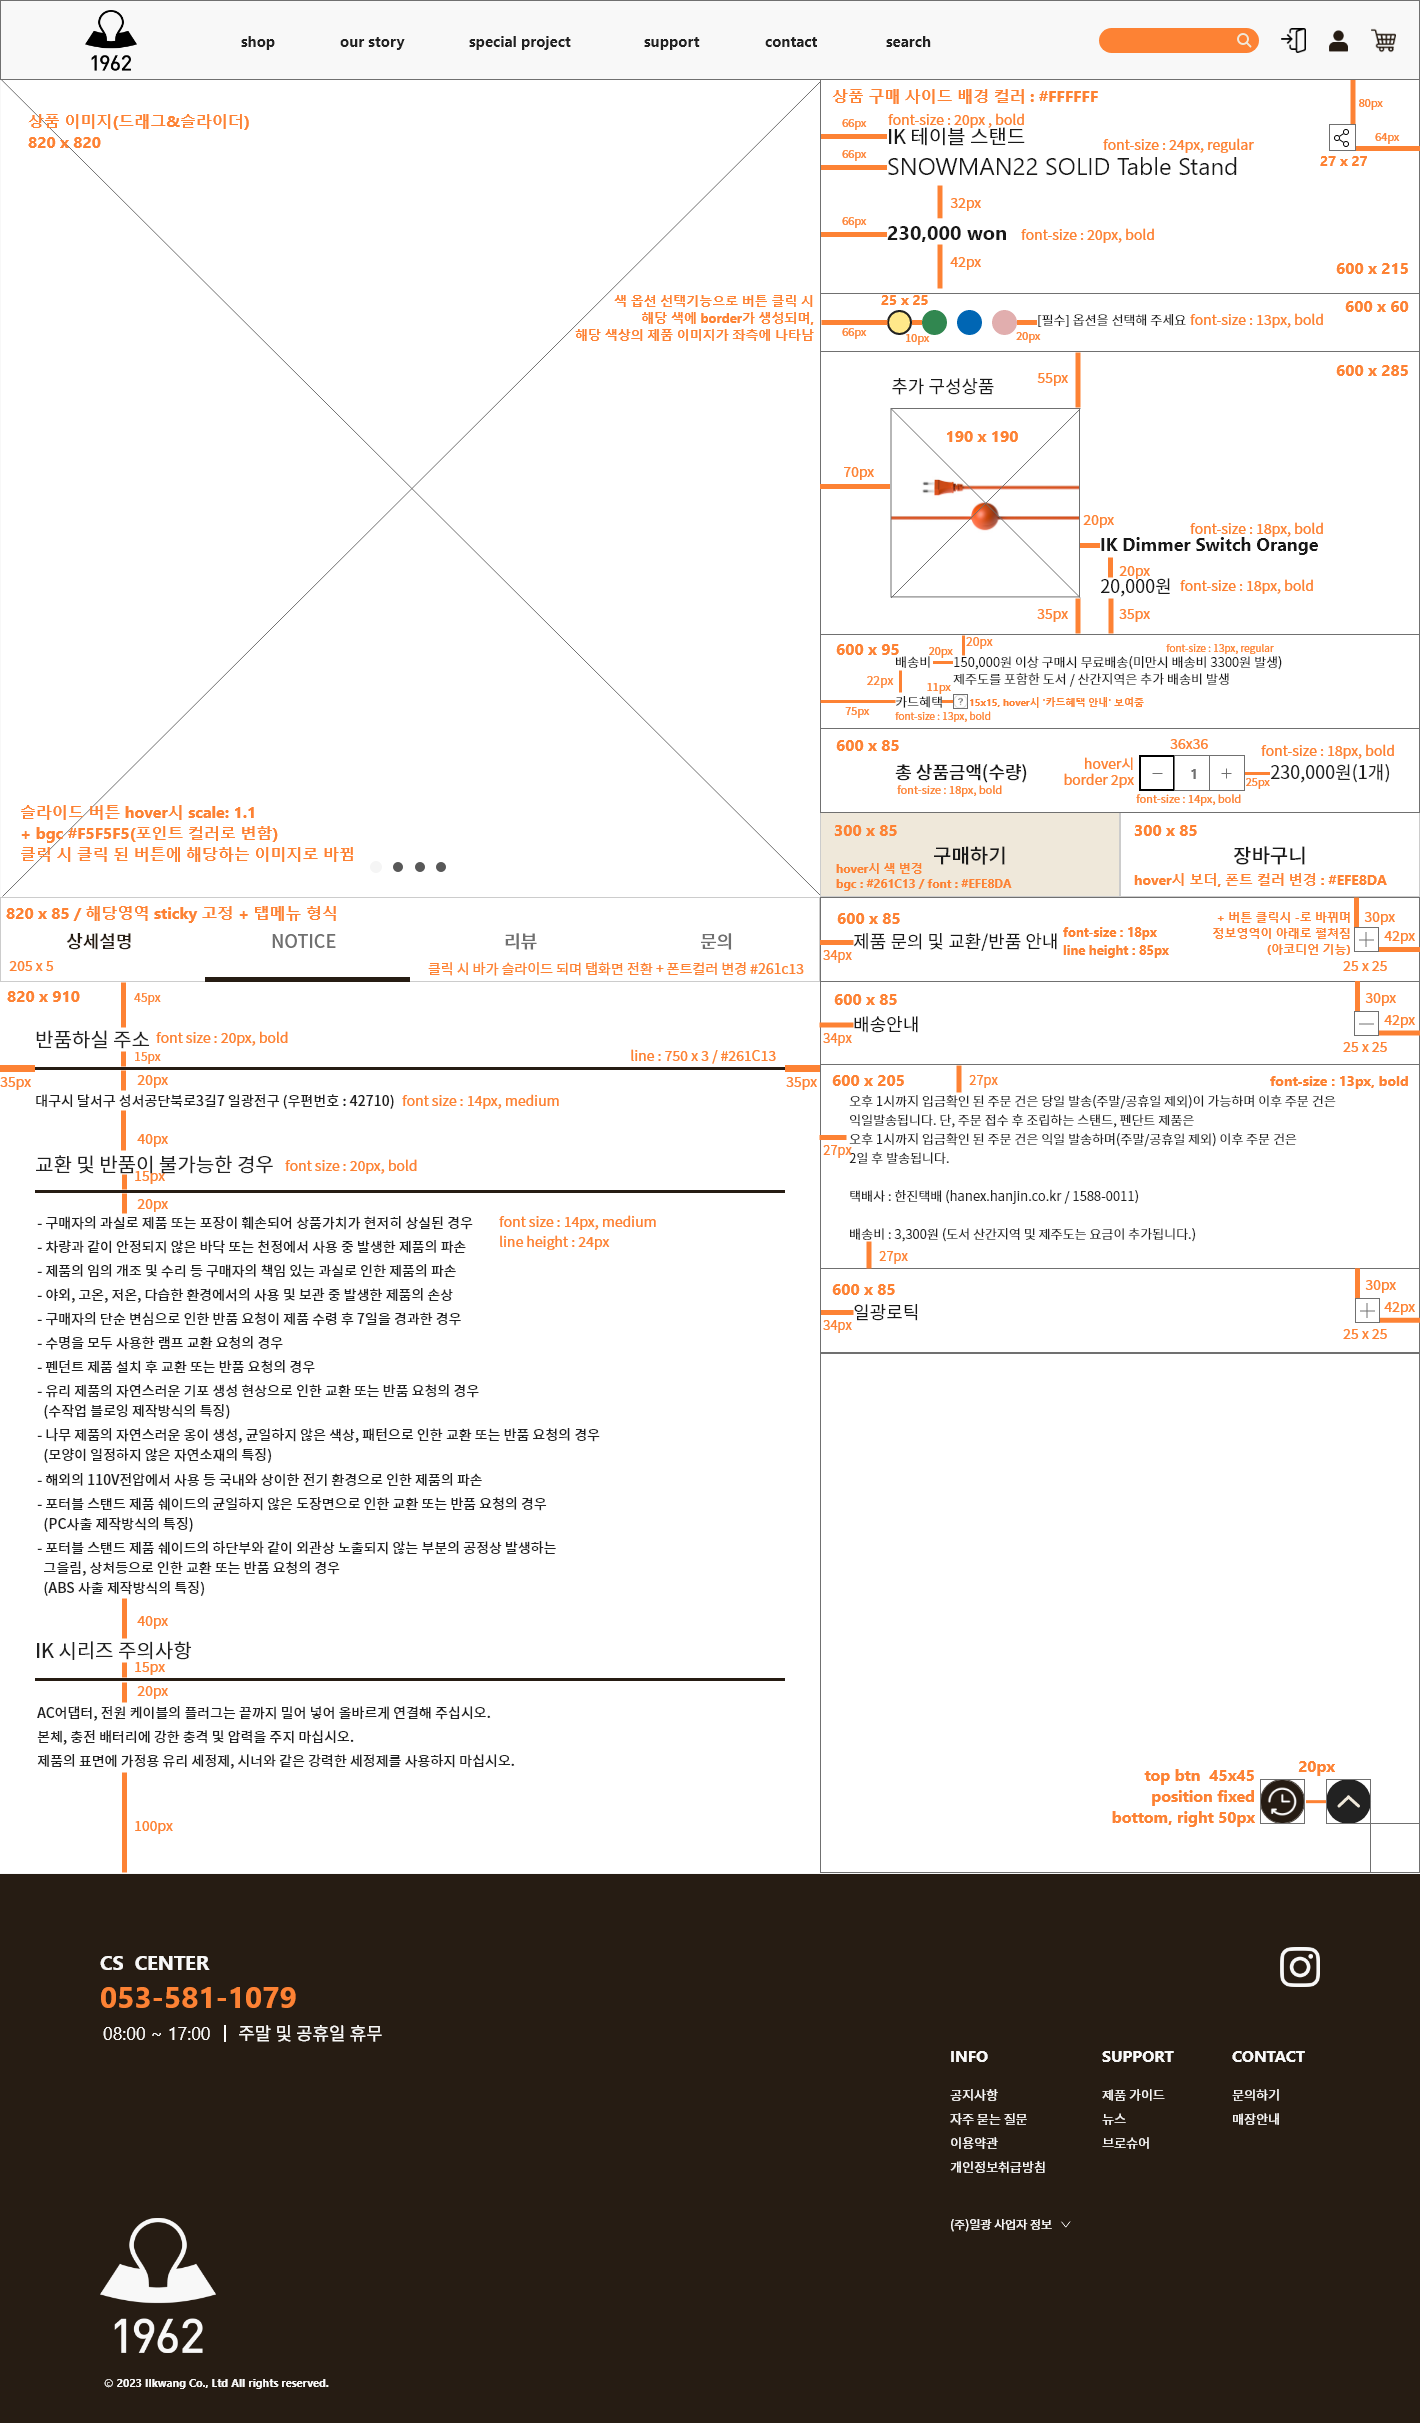 1962
shop
our story
special project
support
contact
search
상품 이미지(드래그&슬라이더)
820 x 820
색 옵션 선택기능으로 버튼 클릭 시
해당 색에 border가 생성되며,
해당 색상의 제품 이미지가 좌측에 나타남
슬라이드 버튼 hover시 scale: 1.1
+ bgc #F5F5F5(포인트 컬러로 변함)
클릭 시 클릭 된 버튼에 해당하는 이미지로 바뀜
상품 구매 사이드 배경 컬러 : #FFFFFF
80px
font-size : 20px , bold
66px
IK 테이블 스탠드
64px
font-size : 24px, regular
66px
27 x 27
SNOWMAN22 SOLID Table Stand
32px
66px
230,000 won
font-size : 20px, bold
42px
600 x 215
25 x 25
600 x 60
[필수] 옵션을 선택해 주세요
font-size : 13px, bold
66px
10px
20px
600 x 285
55px
추가 구성상품
190 x 190
70px
20px
font-size : 18px, bold
IK Dimmer Switch Orange
20px
20,000원
font-size : 18px, bold
35px
35px
600 x 95
20px
20px
font-size : 13px, regular
배송비
150,000원 이상 구매시 무료배송(미만시 배송비 3300원 발생)
제주도를 포함한 도서 / 산간지역은 추가 배송비 발생
22px
11px
카드혜택
?
15x15, hover시 '카드혜택 안내' 보여줌
75px
font-size : 13px, bold
600 x 85
36x36
font-size : 18px, bold
hover시
border 2px
총 상품금액(수량)
1
230,000원(1개)
25px
font-size : 18px, bold
font-size : 14px, bold
300 x 85
구매하기
hover시 색 변경
bgc : #261C13 / font : #EFE8DA
300 x 85
장바구니
hover시 보더, 폰트 컬러 변경 : #EFE8DA
820 x 85 / 해당영역 sticky 고정 + 탭메뉴 형식
상세설명
NOTICE
리뷰
문의
205 x 5
클릭 시 바가 슬라이드 되며 탭화면 전환 + 폰트컬러 변경 #261c13
600 x 85
제품 문의 및 교환/반품 안내
34px
font-size : 18px
line height : 85px
+ 버튼 클릭시 -로 바뀌며
정보영역이 아래로 펼쳐짐
(아코디언 기능)
30px
42px
25 x 25
820 x 910
45px
반품하실 주소
font size : 20px, bold
15px
line : 750 x 3 / #261C13
35px
35px
20px
대구시 달서구 성서공단북로3길7 일광전구 (우편번호 : 42710)
font size : 14px, medium
40px
교환 및 반품이 불가능한 경우
font size : 20px, bold
15px
20px
- 구매자의 과실로 제품 또는 포장이 훼손되어 상품가치가 현저히 상실된 경우
font size : 14px, medium
line height : 24px
- 차량과 같이 안정되지 않은 바닥 또는 천정에서 사용 중 발생한 제품의 파손
- 제품의 임의 개조 및 수리 등 구매자의 책임 있는 과실로 인한 제품의 파손
- 야외, 고온, 저온, 다습한 환경에서의 사용 및 보관 중 발생한 제품의 손상
- 구매자의 단순 변심으로 인한 반품 요청이 제품 수령 후 7일을 경과한 경우
- 수명을 모두 사용한 램프 교환 요청의 경우
- 펜던트 제품 설치 후 교환 또는 반품 요청의 경우
- 유리 제품의 자연스러운 기포 생성 현상으로 인한 교환 또는 반품 요청의 경우
(수작업 블로잉 제작방식의 특징)
- 나무 제품의 자연스러운 옹이 생성, 균일하지 않은 색상, 패턴으로 인한 교환 또는 반품 요청의 경우
(모양이 일정하지 않은 자연소재의 특징)
- 해외의 110V전압에서 사용 등 국내와 상이한 전기 환경으로 인한 제품의 파손
- 포터블 스탠드 제품 쉐이드의 균일하지 않은 도장면으로 인한 교환 또는 반품 요청의 경우
(PC사출 제작방식의 특징)
- 포터블 스탠드 제품 쉐이드의 하단부와 같이 외관상 노출되지 않는 부분의 공정상 발생하는
그을림, 상처등으로 인한 교환 또는 반품 요청의 경우
(ABS 사출 제작방식의 특징)
40px
IK 시리즈 주의사항
15px
20px
AC어댑터, 전원 케이블의 플러그는 끝까지 밀어 넣어 올바르게 연결해 주십시오.
본체, 충전 배터리에 강한 충격 및 압력을 주지 마십시오.
제품의 표면에 가정용 유리 세정제, 시너와 같은 강력한 세정제를 사용하지 마십시오.
100px
600 x 85
배송안내
34px
30px
42px
25 x 25
600 x 205
27px
font-size : 13px, bold
오후 1시까지 입금확인 된 주문 건은 당일 발송(주말/공휴일 제외)이 가능하며 이후 주문 건은
익일발송됩니다. 단, 주문 접수 후 조립하는 스탠드, 펜던트 제품은
오후 1시까지 입금확인 된 주문 건은 익일 발송하며(주말/공휴일 제외) 이후 주문 건은
27px
2일 후 발송됩니다.
택배사 : 한진택배 (hanex.hanjin.co.kr / 1588-0011)
배송비 : 3,300원 (도서 산간지역 및 제주도는 요금이 추가됩니다.)
27px
600 x 85
일광로틱
34px
30px
42px
25 x 25
20px
top btn 45x45
position fixed
bottom, right 50px
CS CENTER
053-581-1079
08:00 ~ 17:00 | 주말 및 공휴일 휴무
INFO
공지사항
자주 묻는 질문
이용약관
개인정보취급방침
SUPPORT
제품 가이드
뉴스
브로슈어
CONTACT
문의하기
매장안내
(주)일광 사업자 정보
1962
© 2023 Ilkwang Co., Ltd All rights reserved.